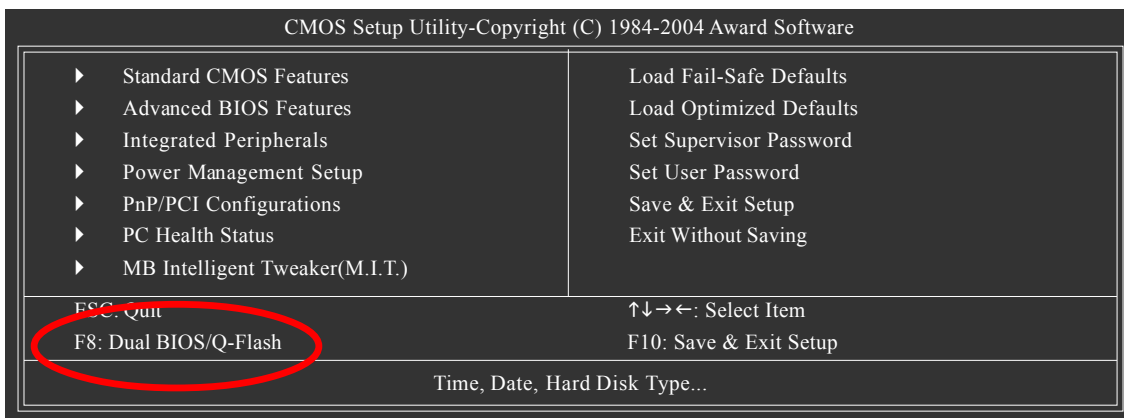 CMOS Setup Utility-Copyright (C) 1984-2004 Award Software
Standard CMOS Features
Advanced BIOS Features
Integrated Peripherals
Power Management Setup
PnP/PCI Configurations
PC Health Status
MB Intelligent Tweaker(M.I.T.)
Load Fail-Safe Defaults
Load Optimized Defaults
Set Supervisor Password
Set User Password
Save & Exit Setup
Exit Without Saving
ESC: Quit
F8: Dual BIOS/Q-Flash
↑↓→←: Select Item
F10: Save & Exit Setup
Time, Date, Hard Disk Type...